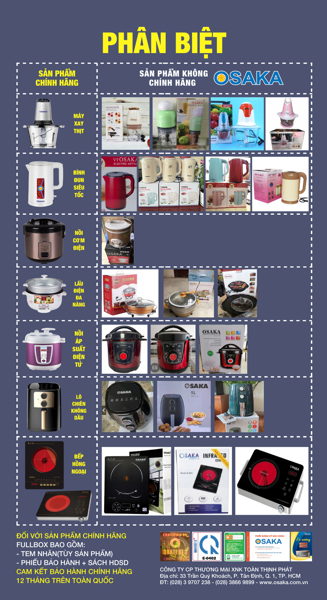 PHÂN BIỆT
SẢN PHẨM
CHÍNH HÃNG
SẢN PHẨM KHÔNG
CHÍNH HÃNG
OSAKA
MÁY
XAY
THỊT
BÌNH
ĐUN
SIÊU
TỐC
OSAKA
NỒI
CƠM
ĐIỆN
LẨU
ĐIỆN
ĐA
NĂNG
NỒI
ÁP
SUẤT
ĐIỆN
TỬ
OSAKA
LÒ
CHIÊN
KHÔNG
DẦU
OSAKA
OSAKA
BẾP
HỒNG
NGOẠI
OSAKA
INFRARED
ĐỐI VỚI SẢN PHẨM CHÍNH HÃNG
FULLBOX BAO GỒM:
- TEM NHÃN(TÙY SẢN PHẨM)
- PHIẾU BẢO HÀNH + SÁCH HDSD
CAM KẾT BẢO HÀNH CHÍNH HÃNG
12 THÁNG TRÊN TOÀN QUỐC
CÔNG TY CP THƯƠNG MẠI XNK TOÀN THỊNH PHÁT
Địa chỉ: 33 Trần Quý Khoách, P. Tân Định, Q. 1, TP. HCM
ĐT: (028) 3 9707 238 - (028) 3866 9899 - www.osaka.com.vn